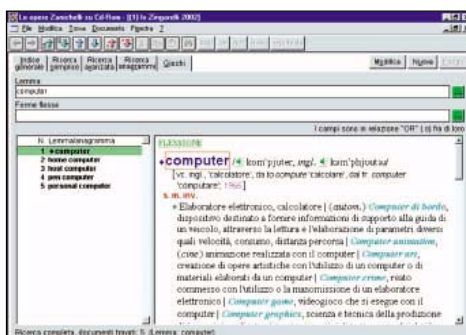 Le opere Zanichelli su Cd-Rom - [(1) lo Zingarelli 2002]
File Modifica Trova Documento Finestra ?
Indice generale
Ricerca semplice
Ricerca avanzata
Ricerca anagrammi
Giochi
Modifica
Nuova
Lemma
computer
Forme flesse
I campi sono in relazione "OR" (o) fra di loro
N. Lemma/anagramma
1 computer
2 home computer
3 host computer
4 pen computer
5 personal computer
FLESSIONE
computer /kom'pjuter, ingl. kəm'phjoutəɹ/
[vc. ingl., 'calcolatore', da to compute 'calcolare', dal fr. computer
'computare'; 1966]
s. m. inv.
Elaboratore elettronico, calcolatore | (autom.) Computer di bordo,
dispositivo destinato a fornire informazioni di supporto alla guida di
un veicolo, attraverso la lettura e l'elaborazione di parametri diversi
quali velocità, consumo, distanza percorsa | Computer animation,
(cine) animazione realizzata con il computer | Computer art,
creazione di opere artistiche con l'utilizzo di un computer o di
materiali elaborati da un computer | Computer crime, reato
commesso con l'utilizzo o la manomissione di un elaboratore
elettronico | Computer game, videogioco che si esegue con il
computer | Computer graphics, scienza e tecnica della produzione
Ricerca completa, documenti trovati: 5. (Lemma: computer)